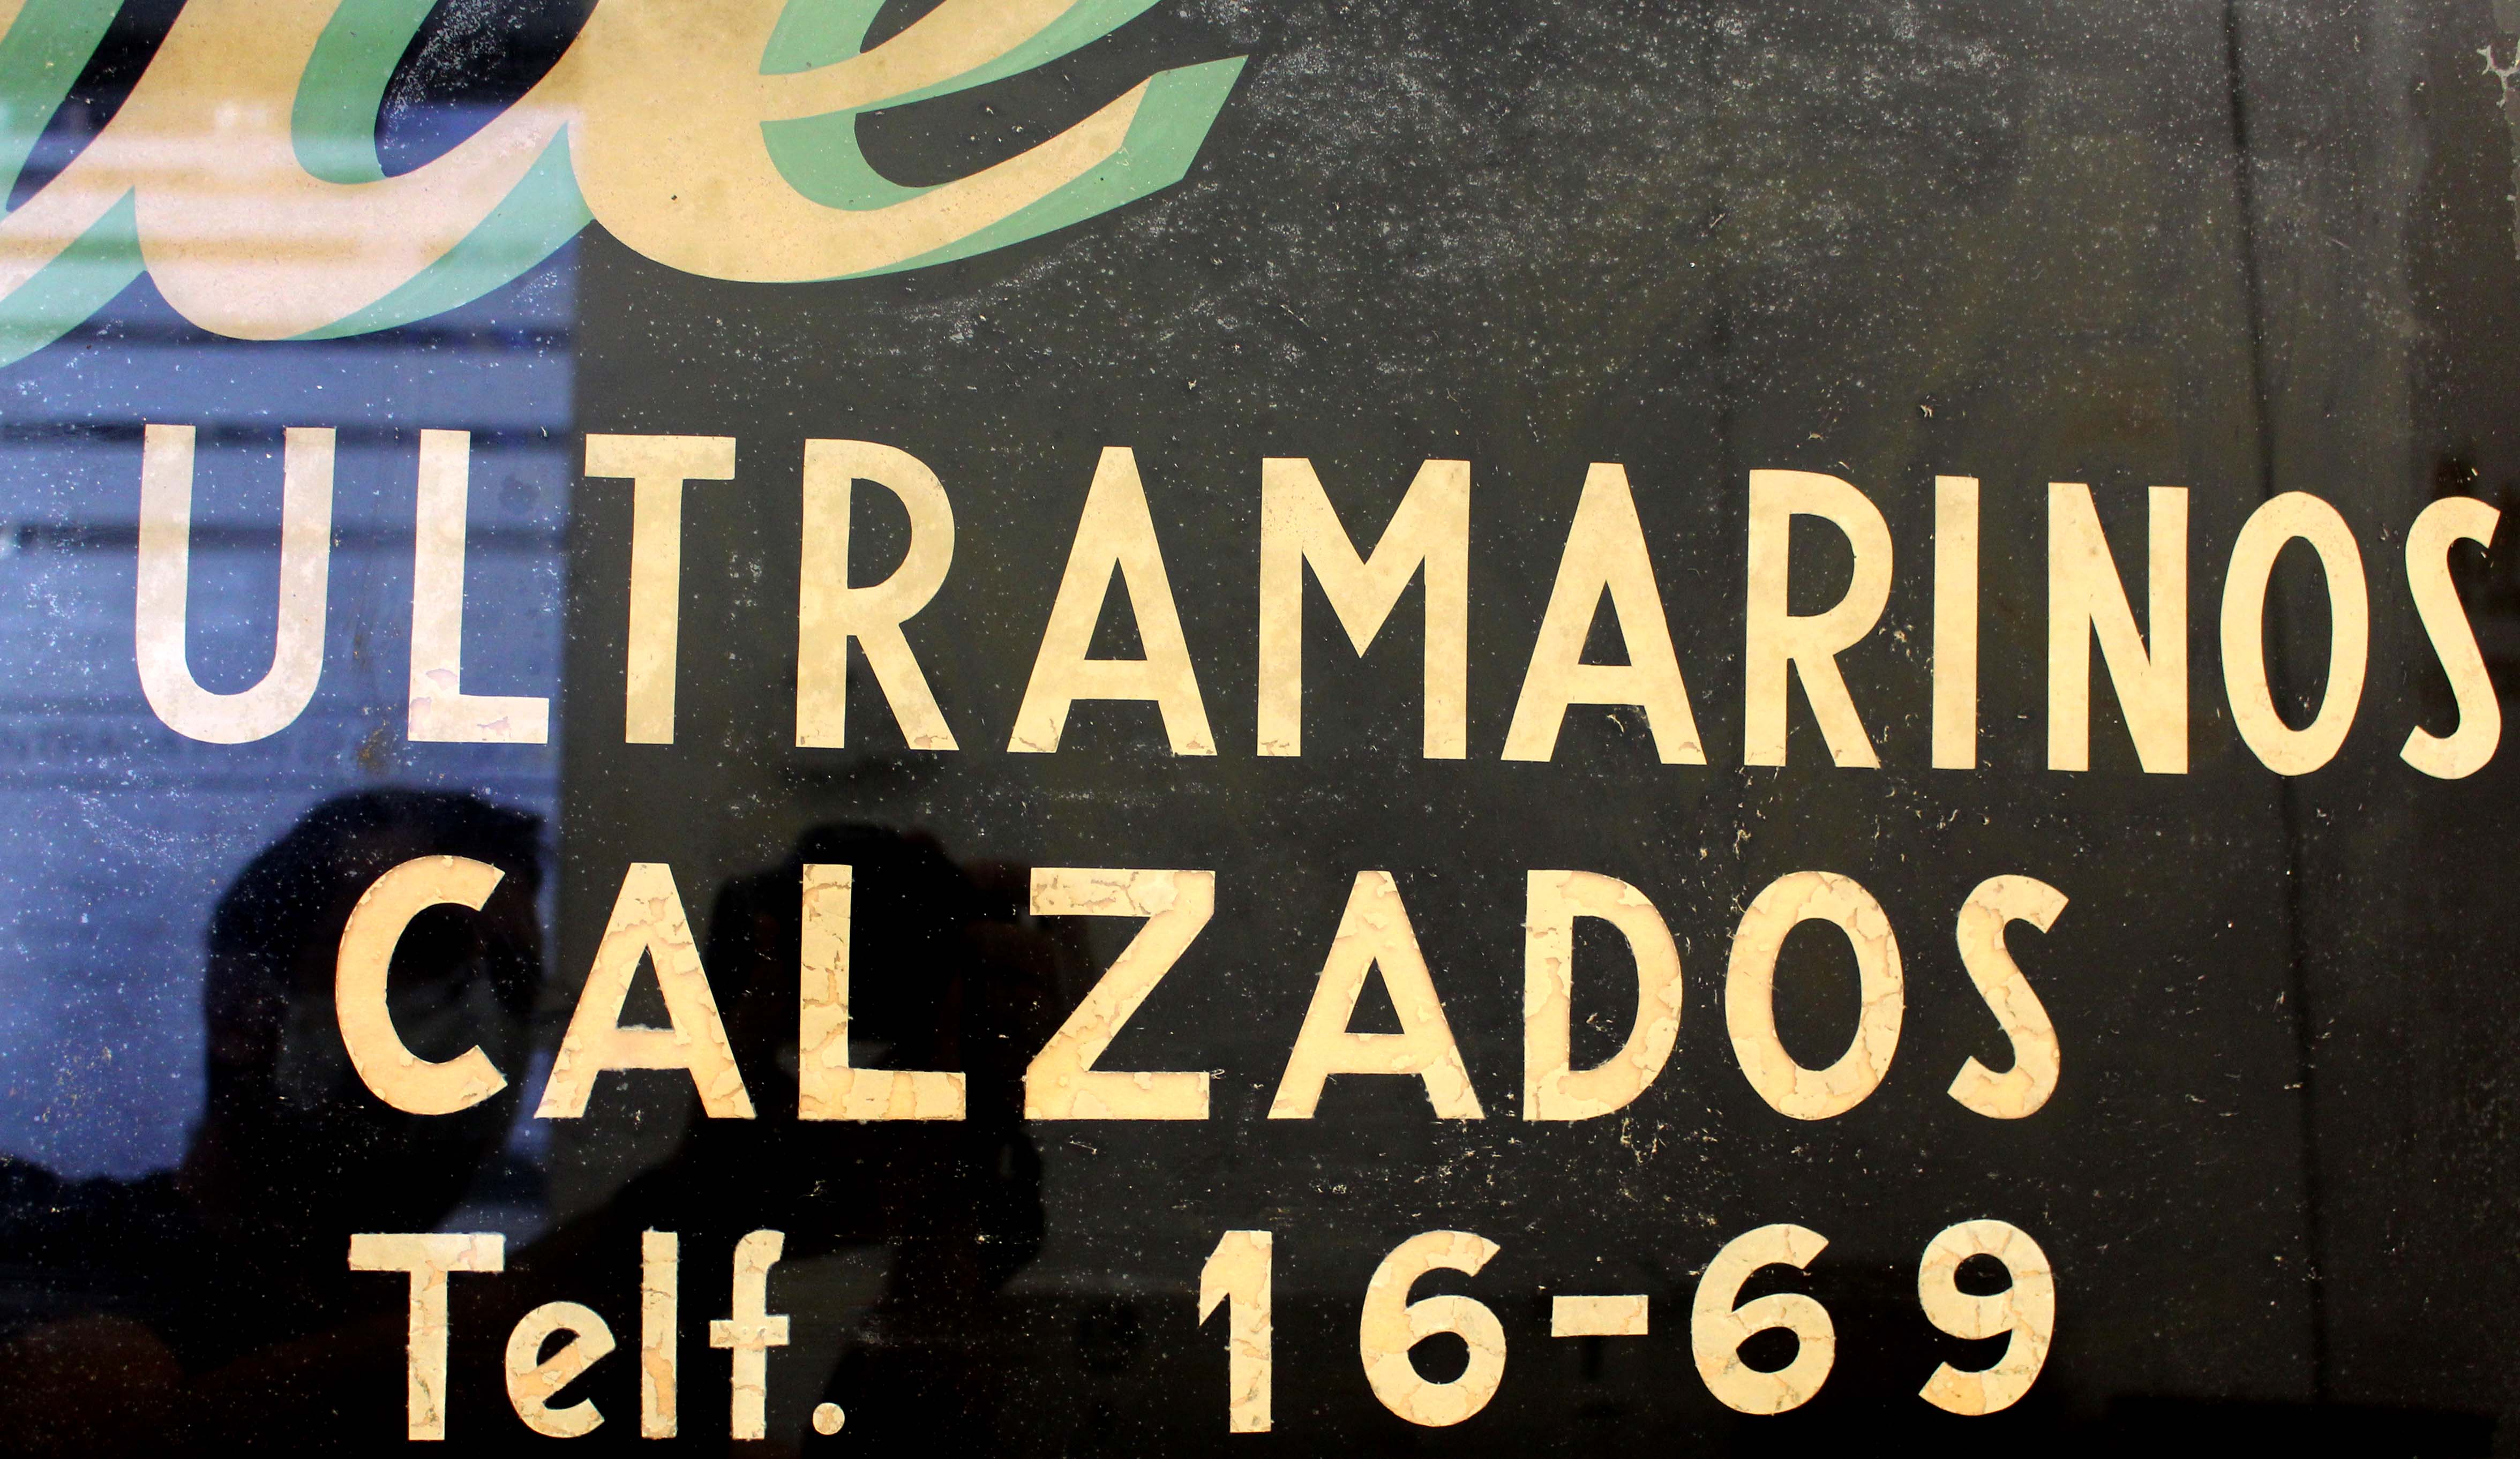 ULTRAMARINOS
CALZADOS
Telf. 16-69